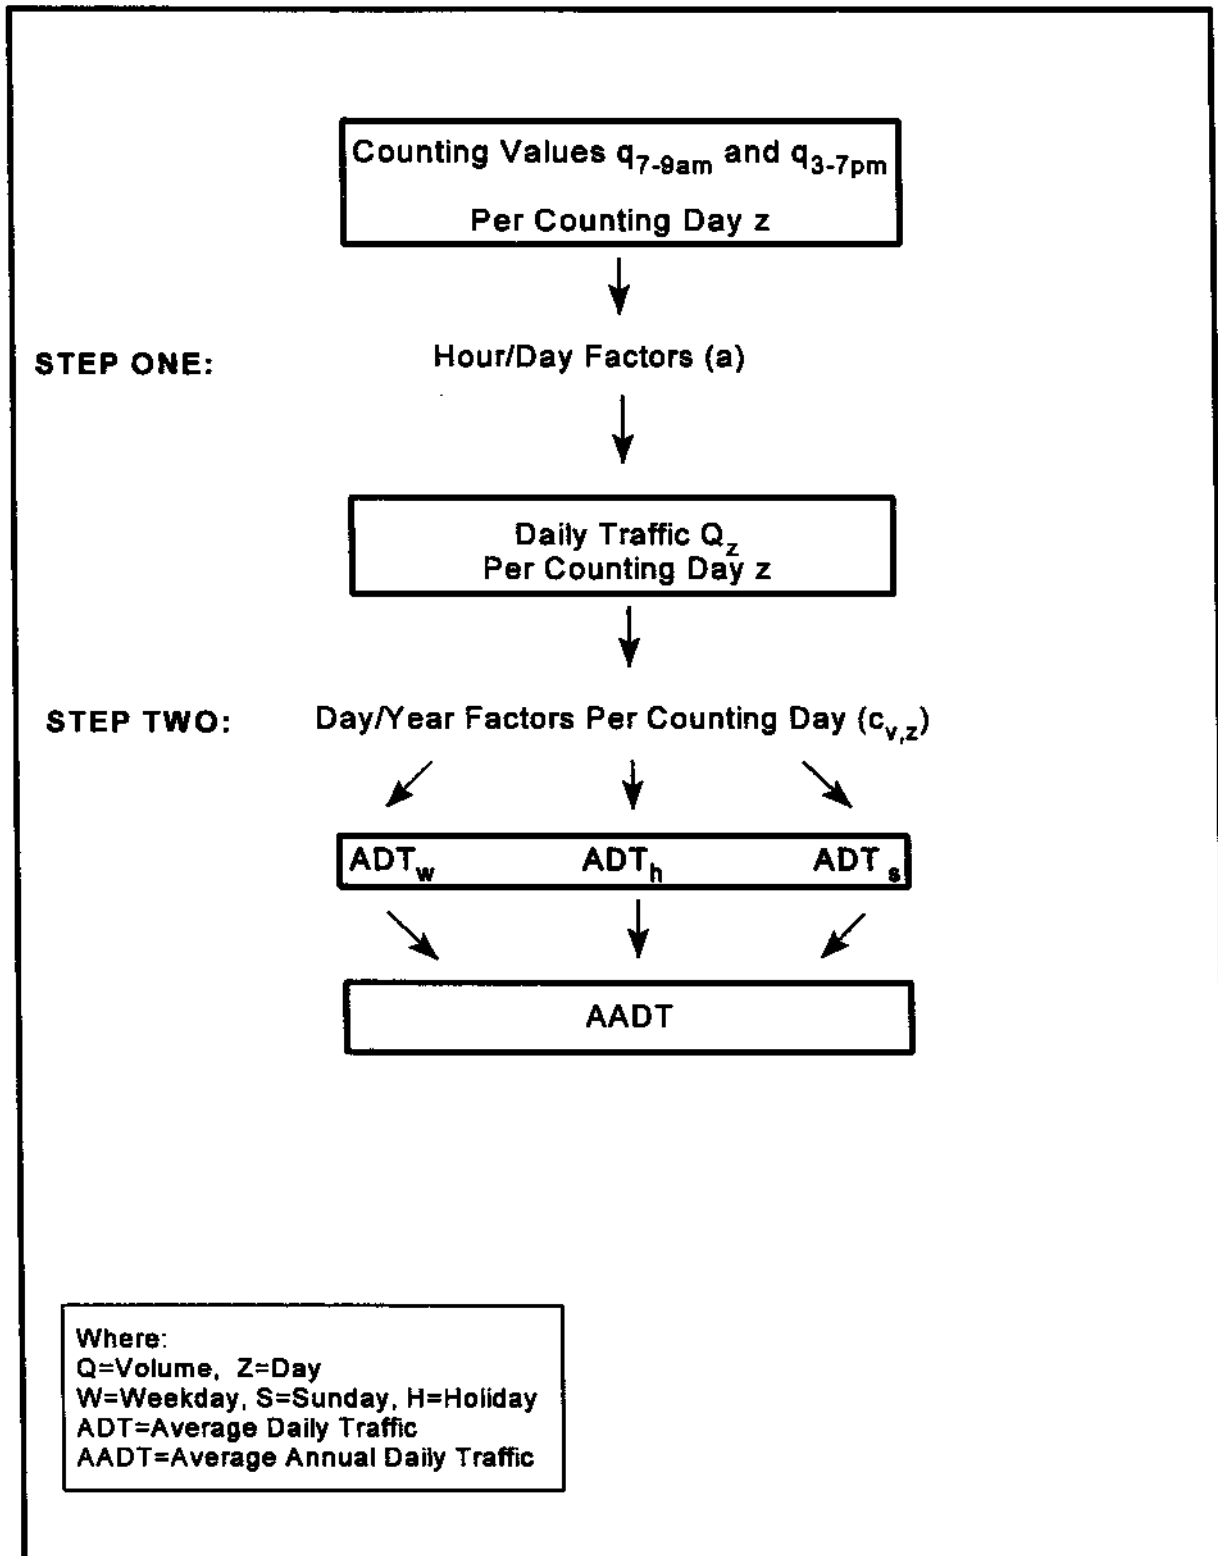 Counting Values q7-9am and q3-7pm
Per Counting Day z
STEP ONE:
Hour/Day Factors (a)
Daily Traffic Qz
Per Counting Day z
STEP TWO:
Day/Year Factors Per Counting Day (cv,z)
ADTw ADTh ADTs
AADT
Where:
Q=Volume, Z=Day
W=Weekday, S=Sunday, H=Holiday
ADT=Average Daily Traffic
AADT=Average Annual Daily Traffic